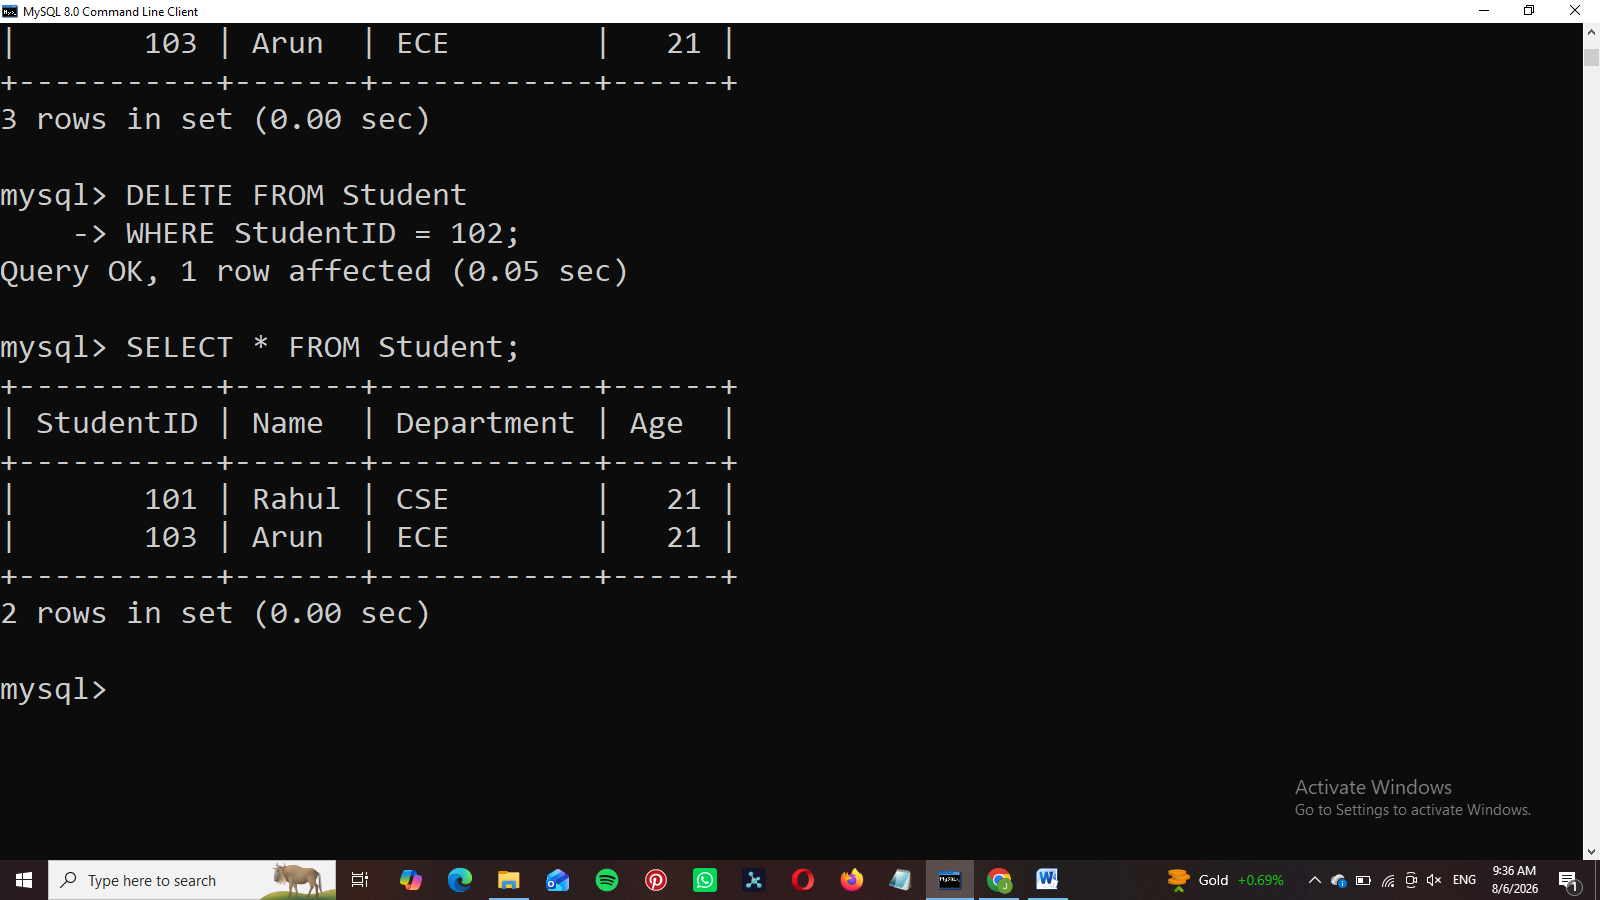 MySQL 8.0 Command Line Client
|       103 | Arun  | ECE        |   21 |
+-----------+-------+------------+------+
3 rows in set (0.00 sec)
mysql> DELETE FROM Student
    -> WHERE StudentID = 102;
Query OK, 1 row affected (0.05 sec)
mysql> SELECT * FROM Student;
+-----------+-------+------------+------+
| StudentID | Name  | Department | Age  |
+-----------+-------+------------+------+
|       101 | Rahul | CSE        |   21 |
|       103 | Arun  | ECE        |   21 |
+-----------+-------+------------+------+
2 rows in set (0.00 sec)
mysql>
Activate Windows
Go to Settings to activate Windows.
Type here to search
Gold +0.69%
ENG
9:36 AM
8/6/2026
1